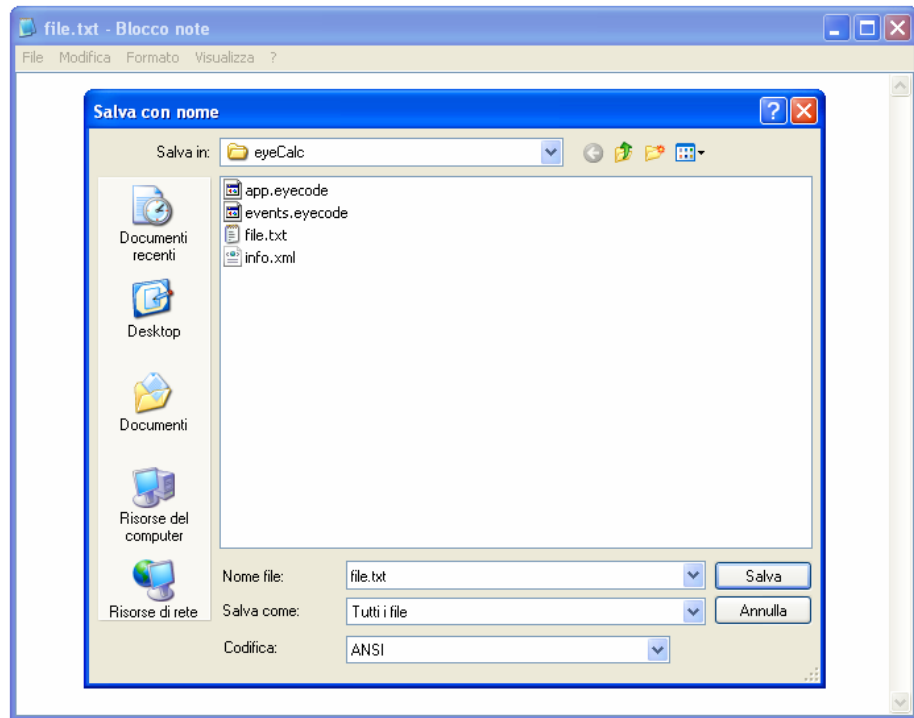 file.txt - Blocco note
File Modifica Formato Visualizza ?
Salva con nome
Salva in: eyeCalc
app.eyecode
events.eyecode
file.txt
info.xml
Documenti
recenti
Desktop
Documenti
Risorse del
computer
Risorse di rete
Nome file: file.txt Salva
Salva come: Tutti i file Annulla
Codifica: ANSI